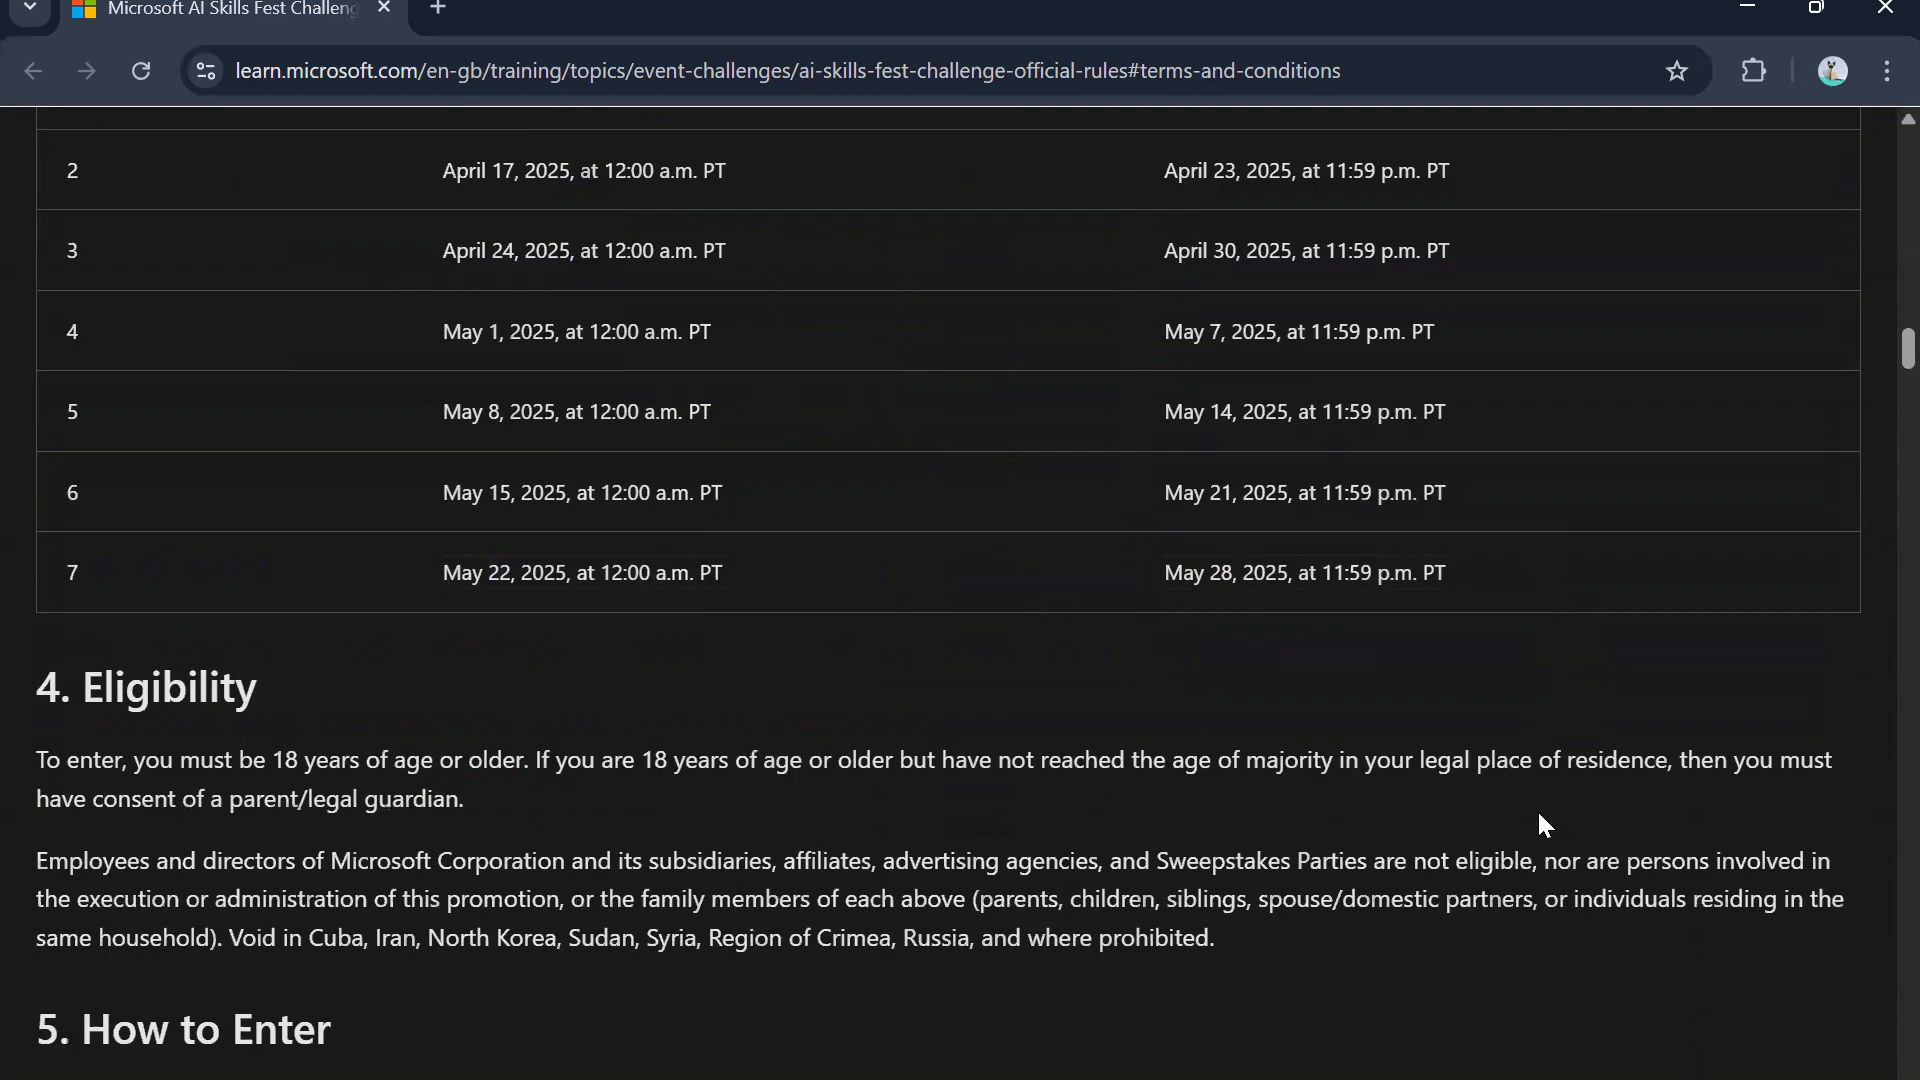 Microsoft AI Skills Fest Challeng
learn.microsoft.com/en-gb/training/topics/event-challenges/ai-skills-fest-challenge-official-rules#terms-and-conditions
2 April 17, 2025, at 12:00 a.m. PT April 23, 2025, at 11:59 p.m. PT
3 April 24, 2025, at 12:00 a.m. PT April 30, 2025, at 11:59 p.m. PT
4 May 1, 2025, at 12:00 a.m. PT May 7, 2025, at 11:59 p.m. PT
5 May 8, 2025, at 12:00 a.m. PT May 14, 2025, at 11:59 p.m. PT
6 May 15, 2025, at 12:00 a.m. PT May 21, 2025, at 11:59 p.m. PT
7 May 22, 2025, at 12:00 a.m. PT May 28, 2025, at 11:59 p.m. PT
4. Eligibility
To enter, you must be 18 years of age or older. If you are 18 years of age or older but have not reached the age of majority in your legal place of residence, then you must
have consent of a parent/legal guardian.
Employees and directors of Microsoft Corporation and its subsidiaries, affiliates, advertising agencies, and Sweepstakes Parties are not eligible, nor are persons involved in
the execution or administration of this promotion, or the family members of each above (parents, children, siblings, spouse/domestic partners, or individuals residing in the
same household). Void in Cuba, Iran, North Korea, Sudan, Syria, Region of Crimea, Russia, and where prohibited.
5. How to Enter